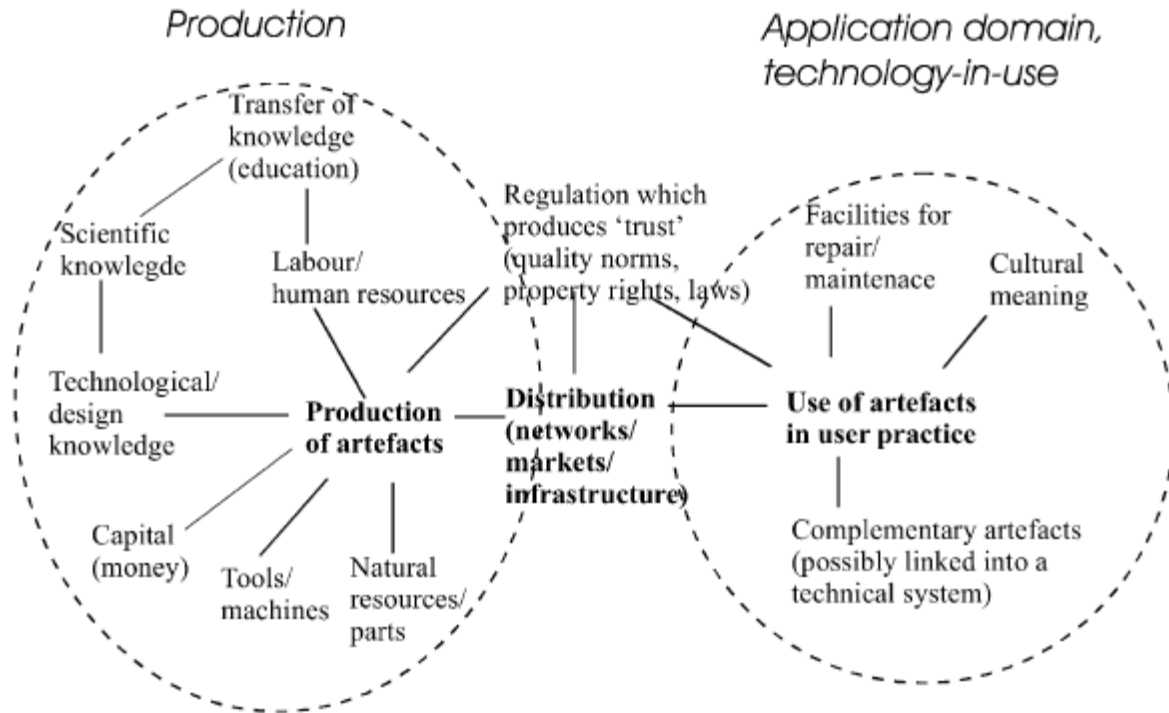 Production
Application domain,
technology-in-use
Transfer of
knowledge
(education)
Scientific
knowlegde
Labour/
human resources
Regulation which
produces ‘trust’
(quality norms,
property rights, laws)
Facilities for
repair/
maintenace
Cultural
meaning
Technological/
design
knowledge
Production
of artefacts
Distribution
(networks/
markets/
infrastructure)
Use of artefacts
in user practice
Capital
(money)
Tools/
machines
Natural
resources/
parts
Complementary artefacts
(possibly linked into a
technical system)